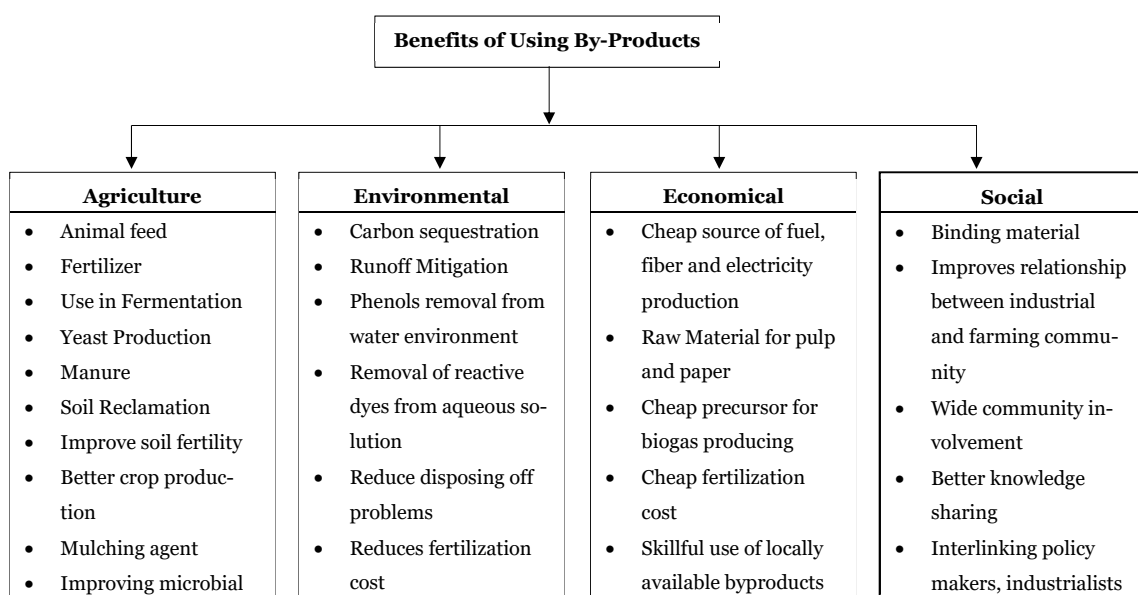 Benefits of Using By-Products
Agriculture
• Animal feed
• Fertilizer
• Use in Fermentation
• Yeast Production
• Manure
• Soil Reclamation
• Improve soil fertility
• Better crop produc-
tion
• Mulching agent
• Improving microbial
Environmental
• Carbon sequestration
• Runoff Mitigation
• Phenols removal from
water environment
• Removal of reactive
dyes from aqueous so-
lution
• Reduce disposing off
problems
• Reduces fertilization
cost
Economical
• Cheap source of fuel,
fiber and electricity
production
• Raw Material for pulp
and paper
• Cheap precursor for
biogas producing
• Cheap fertilization
cost
• Skillful use of locally
available byproducts
Social
• Binding material
• Improves relationship
between industrial
and farming commu-
nity
• Wide community in-
volvement
• Better knowledge
sharing
• Interlinking policy
makers, industrialists